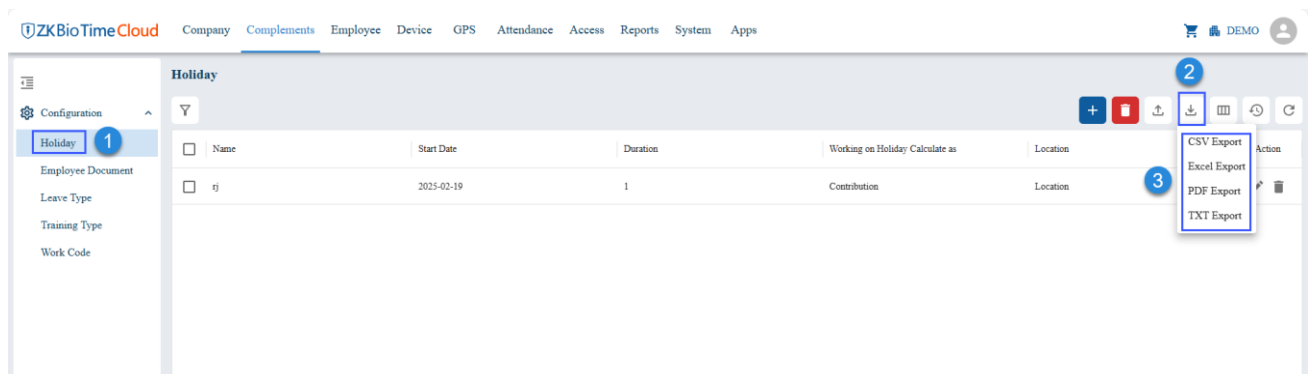 ZKBioTime Cloud Company Complements Employee Device GPS Attendance Access Reports System Apps DEMO
2
Holiday
Configuration
Holiday 1
Name Start Date Duration Working on Holiday Calculate as Location CSV Export Action
Employee Document
Excel Export
rj 2025-02-19 1 Contribution Location 3 PDF Export
Leave Type
TXT Export
Training Type
Work Code